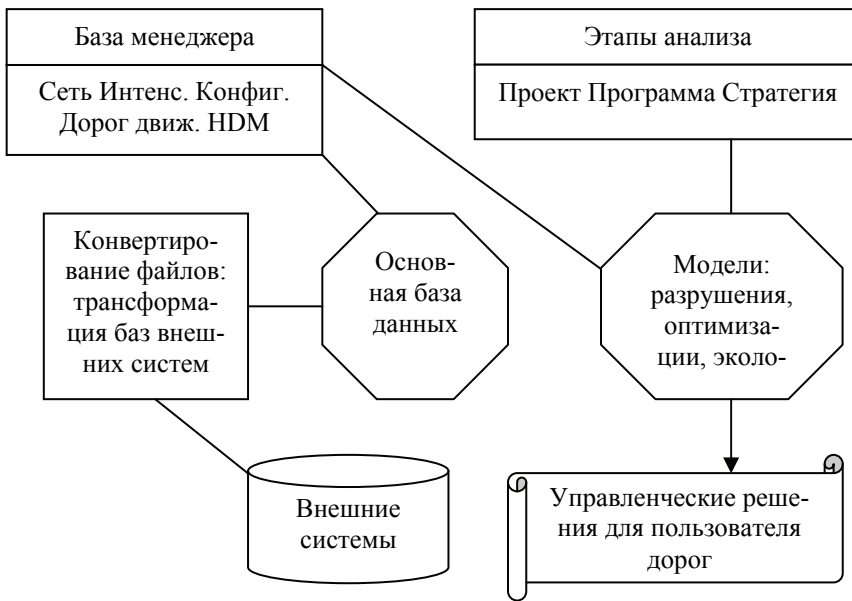 База менеджера
Сеть Интенс. Конфиг.
Дорог движ. HDM
Этапы анализа
Проект Программа Стратегия
Конвертиро-
вание файлов:
трансформа-
ция баз внеш-
них систем
Основ-
ная база
данных
Модели:
разрушения,
оптимиза-
ции, эколо-
Внешние
системы
Управленческие реше-
ния для пользователя
дорог